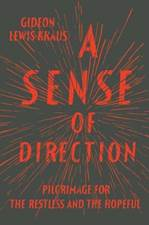 GIDEON
LEWIS-KRAUS
A
SENSE
OF
DIRECTION
PILGRIMAGE FOR
THE RESTLESS AND THE HOPEFUL